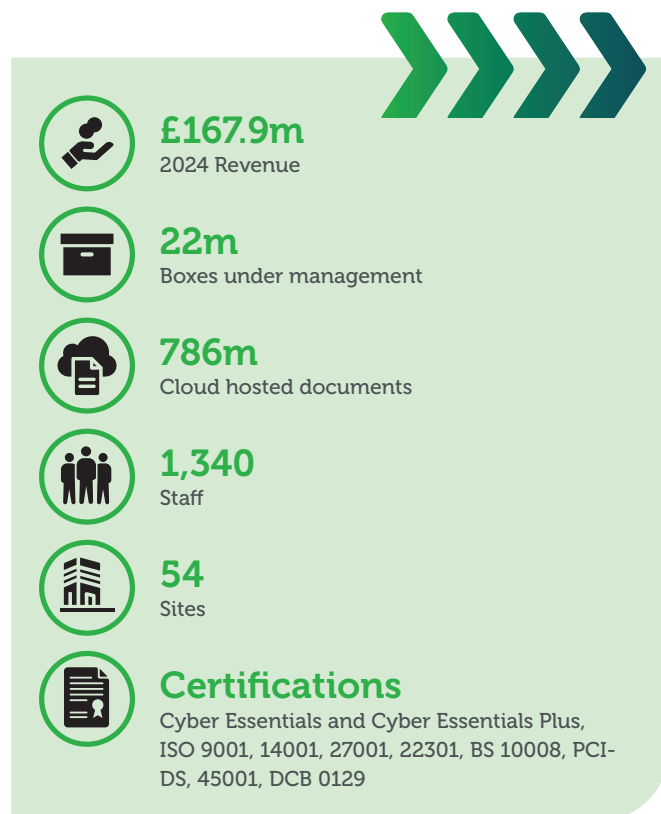 £167.9m
2024 Revenue
22m
Boxes under management
786m
Cloud hosted documents
1,340
Staff
54
Sites
Certifications
Cyber Essentials and Cyber Essentials Plus,
ISO 9001, 14001, 27001, 22301, BS 10008, PCI-
DS, 45001, DCB 0129